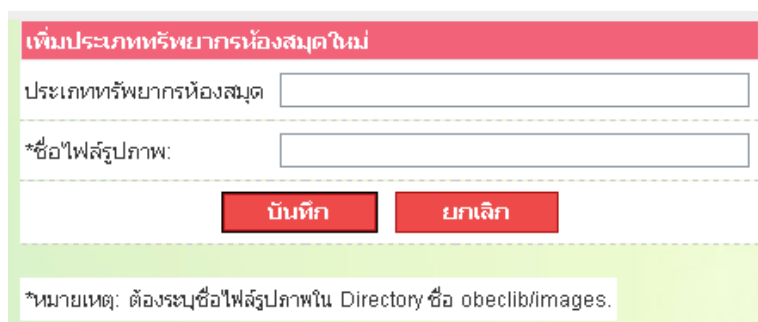 เพิ่มประเภททรัพยากรห้องสมุดใหม่
ประเภททรัพยากรห้องสมุด
*ชื่อไฟล์รูปภาพ:
บันทึก ยกเลิก
*หมายเหตุ: ต้องระบุชื่อไฟล์รูปภาพใน Directory ชื่อ obeclib/images.